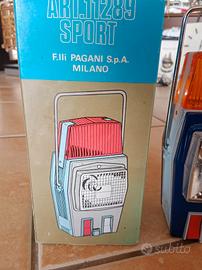 ART.11289
SPORT
F.lli PAGANI S.p.A.
MILANO
subito